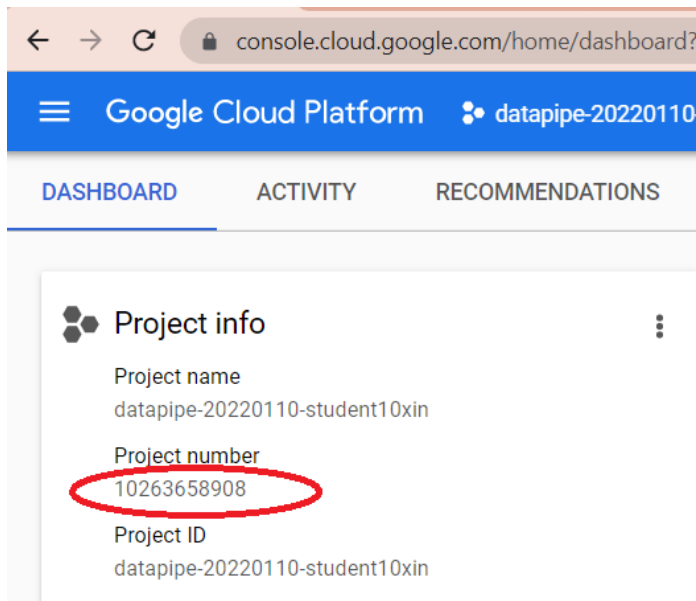 console.cloud.google.com/home/dashboard?
Google Cloud Platform datapipe-20220110-
DASHBOARD ACTIVITY RECOMMENDATIONS
Project info
Project name
datapipe-20220110-student10xin
Project number
10263658908
Project ID
datapipe-20220110-student10xin